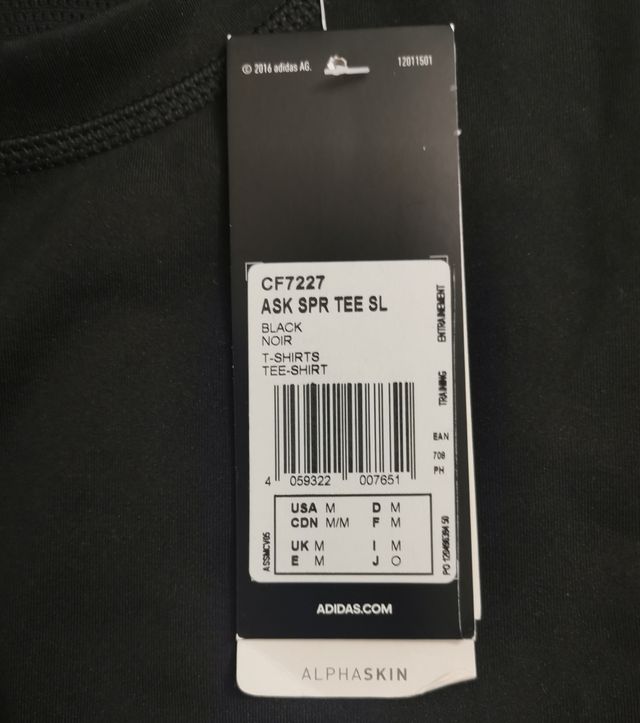 © 2016 adidas AG.
12011501
CF7227
ASK SPR TEE SL
BLACK
NOIR
T-SHIRTS
TEE-SHIRT
TRAINING ENTRAINEMENT
EAN
708
PH
4 059322 007651
USA M D M
CDN M/M F M
UK M I M
E M J O
ADIDAS.COM
ALPHASKIN